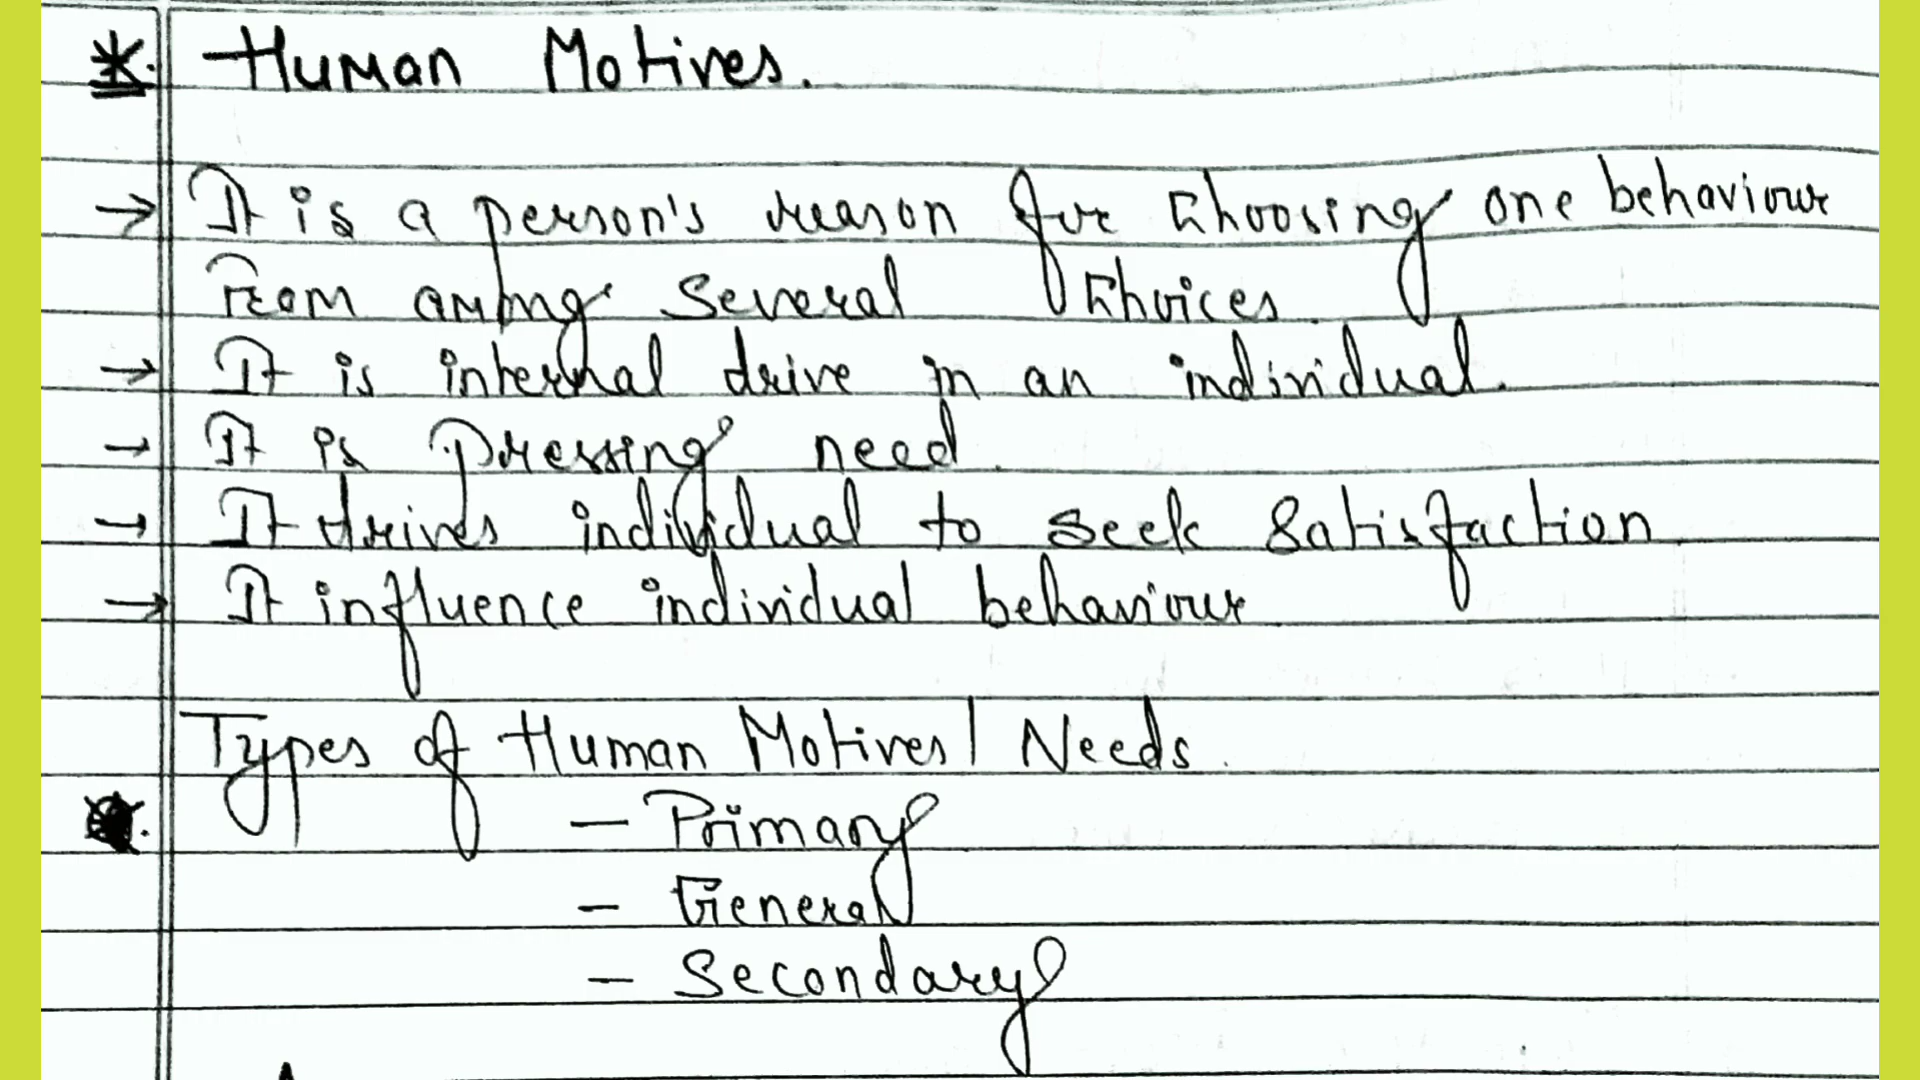 * Human Motives.
→ It is a person's reason for choosing one behaviour
From among several choices.
→ It is internal drive in an individual.
→ It is pressing need.
→ It drives individual to seek satisfaction
→ It influence individual behaviour
Types of Human Motives / Needs.
- Primary
- General
- Secondary